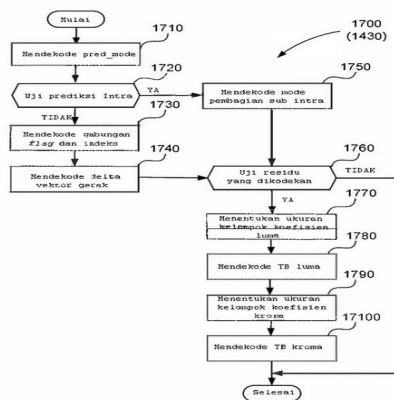 Mulai
1710
Mendekode pred_mode
1720
Uji prediksi Intra
YA
TIDAK
1730
Mendekode gabungan
flag dan indeks
1740
Mendekode delta
vektor gerak
1700
(1430)
1750
Mendekode mode
pembagian sub intra
1760
Uji residu
yang dikodekan
TIDAK
YA
1770
Menentukan ukuran
kelompok koefisien
luma
1780
Mendekode TB luma
1790
Menentukan ukuran
kelompok koefisien
kroma
17100
Mendekode TB kroma
Selesai